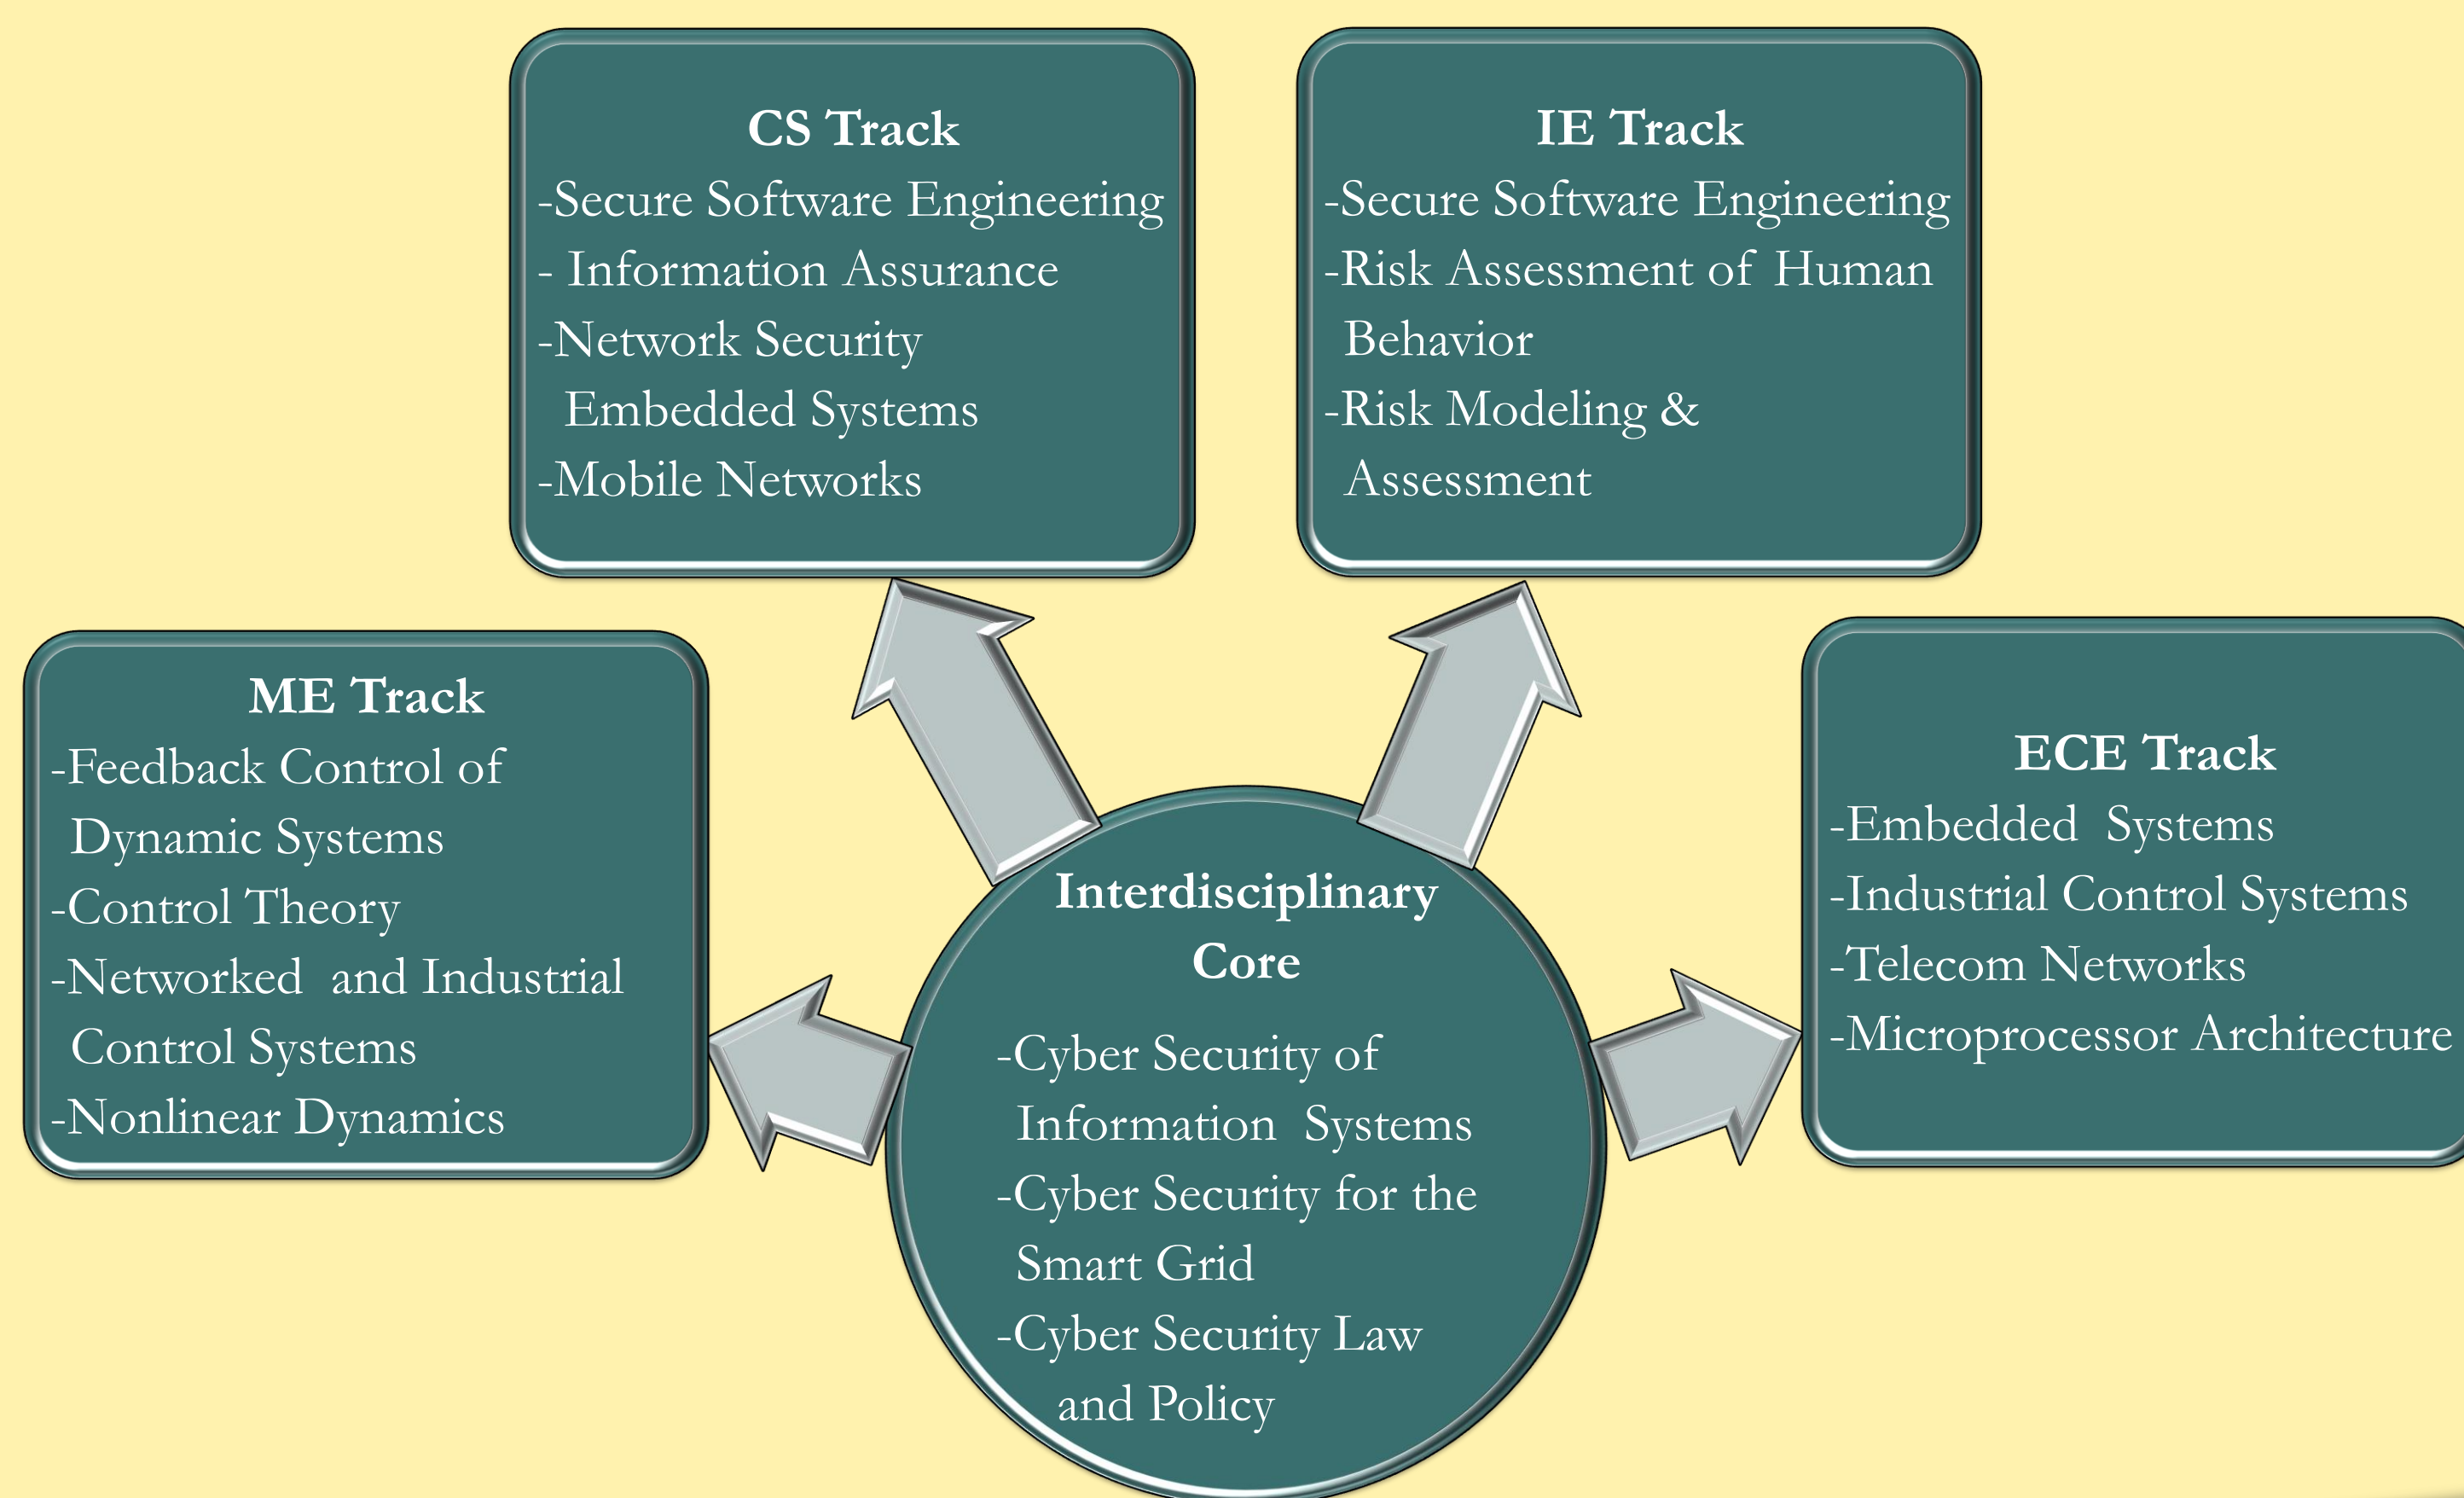 CS Track
-Secure Software Engineering
- Information Assurance
-Network Security
Embedded Systems
-Mobile Networks
IE Track
-Secure Software Engineering
-Risk Assessment of Human
Behavior
-Risk Modeling &
Assessment
ME Track
-Feedback Control of
Dynamic Systems
-Control Theory
-Networked and Industrial
Control Systems
-Nonlinear Dynamics
ECE Track
-Embedded Systems
-Industrial Control Systems
-Telecom Networks
-Microprocessor Architecture
Interdisciplinary
Core
-Cyber Security of
Information Systems
-Cyber Security for the
Smart Grid
-Cyber Security Law
and Policy